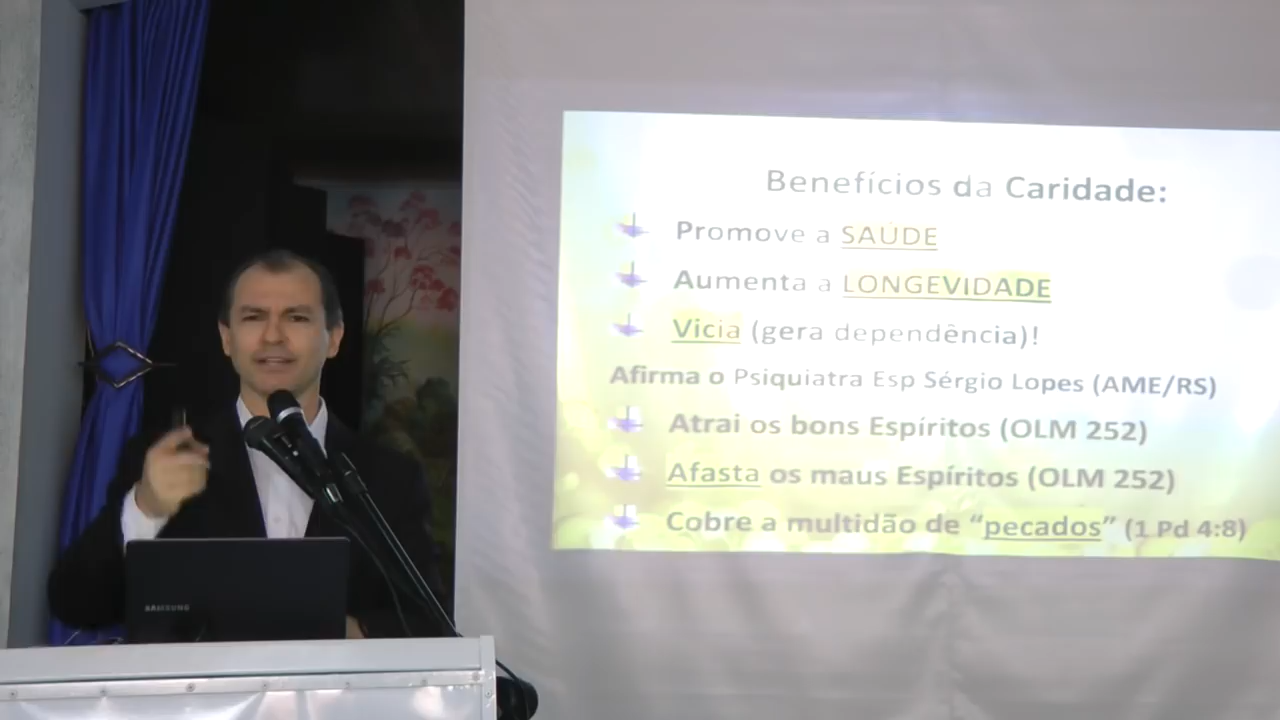 Benefícios da Caridade:
Promove a SAÚDE
Aumenta a LONGEVIDADE
Vicia (gera dependência)!
Afirma o Psiquiatra Esp Sérgio Lopes (AME/RS)
Atrai os bons Espíritos (OLM 252)
Afasta os maus Espíritos (OLM 252)
Cobre a multidão de “pecados” (1 Pd 4:8)
SAMSUNG